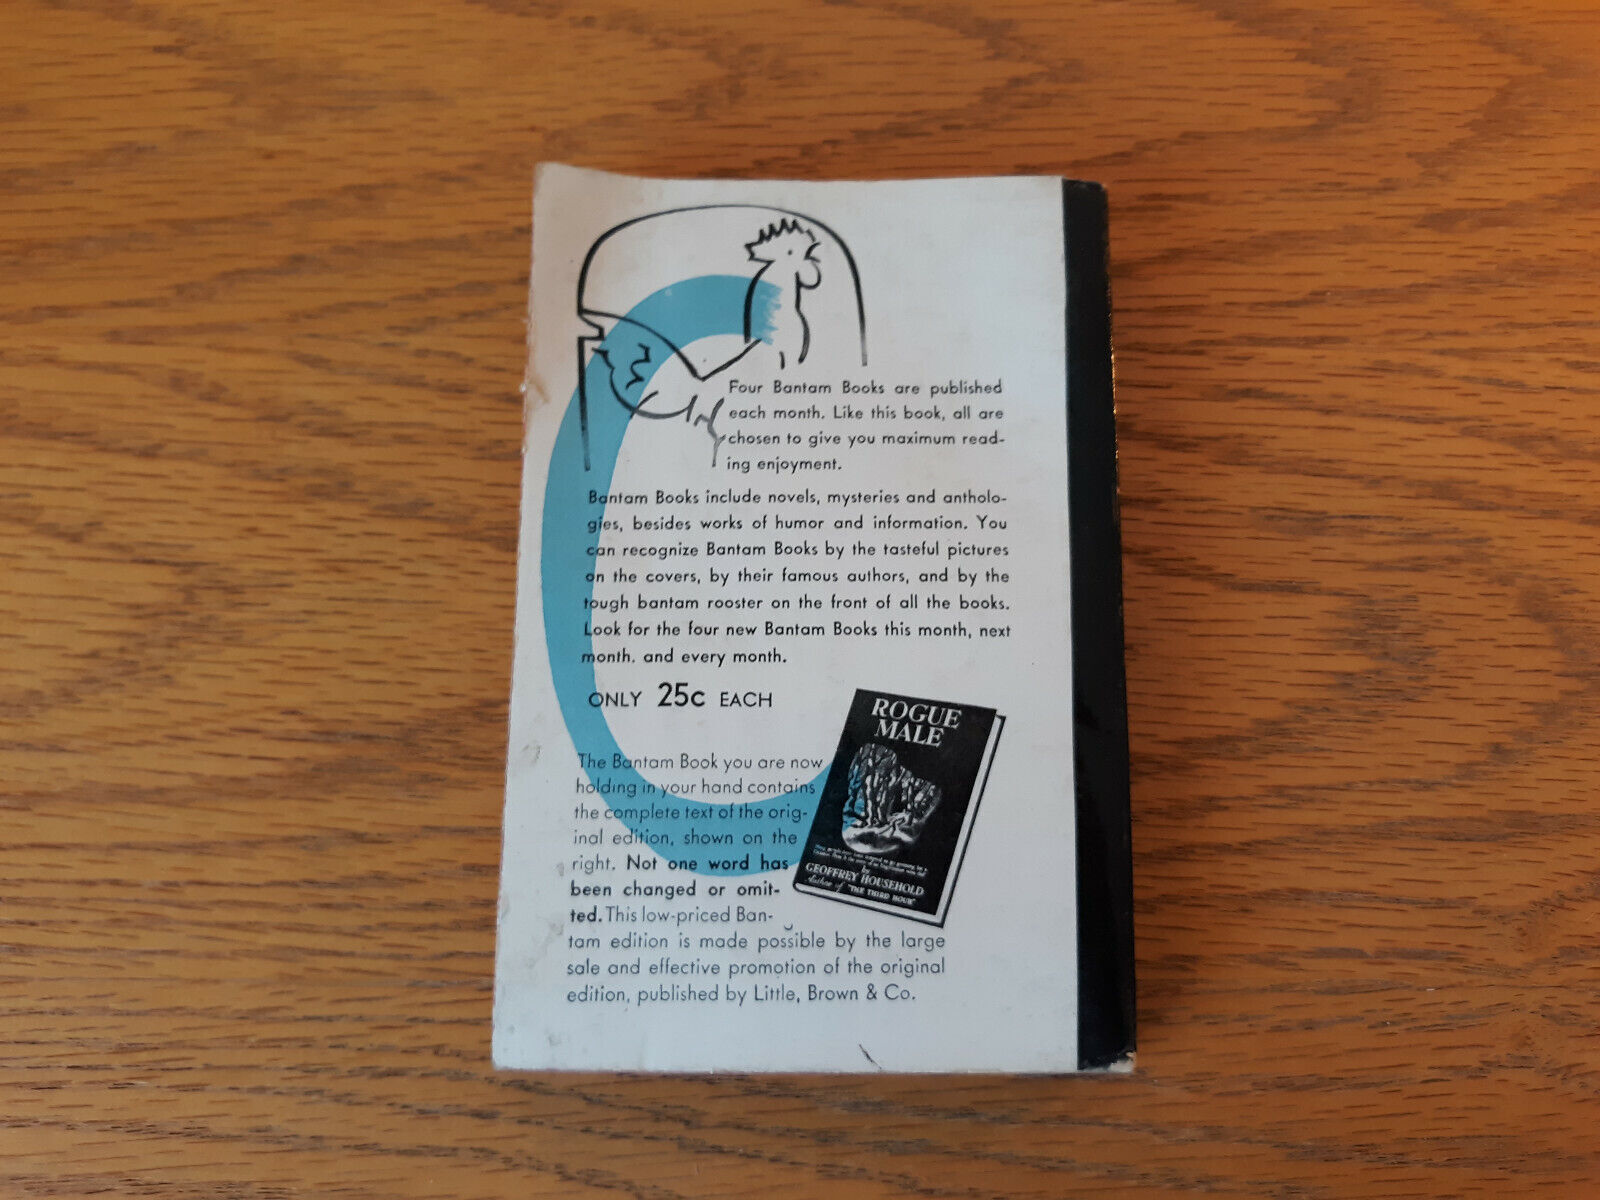 Four Bantam Books are published
each month. Like this book, all are
chosen to give you maximum read-
ing enjoyment.
Bantam Books include novels, mysteries and antholo-
gies, besides works of humor and information. You
can recognize Bantam Books by the tasteful pictures
on the covers, by their famous authors, and by the
tough bantam rooster on the front of all the books.
Look for the four new Bantam Books this month, next
month. and every month.
ONLY 25c EACH
The Bantam Book you are now
holding in your hand contains
the complete text of the orig-
inal edition, shown on the
right. Not one word has
been changed or omit-
ted. This low-priced Ban-
tam edition is made possible by the large
sale and effective promotion of the original
edition, published by Little, Brown & Co.
ROGUE
MALE
by
GEOFFREY HOUSEHOLD
Author of "THE THIRD HOUR"